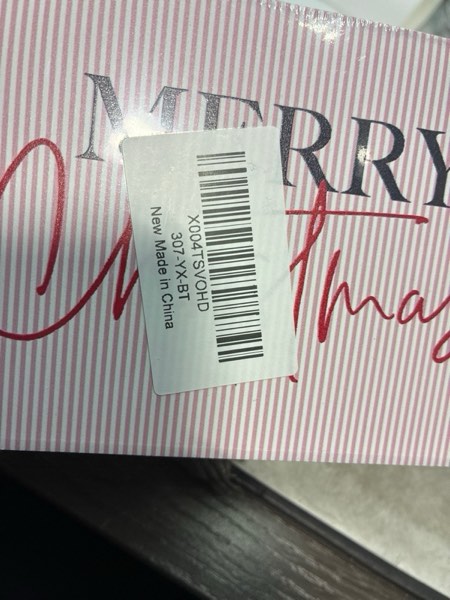 MERRY
Christmas
X004TSVOHD
307-YX-BT
New Made in China